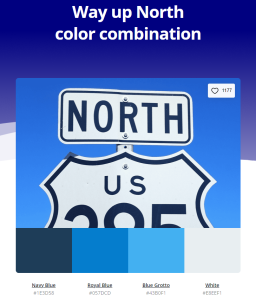 Way up North
color combination
1177
NORTH
US
395
Navy Blue
Royal Blue
Blue Grotto
White
#1E3D58
#057DCD
#43B0F1
#E8EEF1